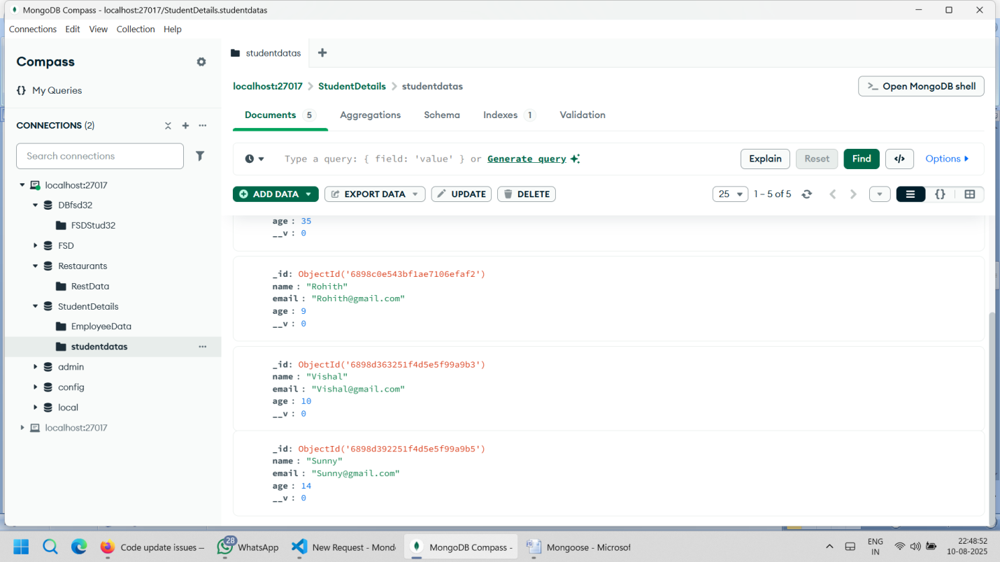 MongoDB Compass - localhost:27017/StudentDetails.studentdatas
Connections Edit View Collection Help
Compass
{} My Queries
CONNECTIONS (2)
Search connections
localhost:27017
DBfsd32
FSDStud32
FSD
Restaurants
RestData
StudentDetails
EmployeeData
studentdatas
admin
config
local
localhost:27017
studentdatas
localhost:27017 > StudentDetails > studentdatas
>_ Open MongoDB shell
Documents 5 Aggregations Schema Indexes 1 Validation
Type a query: { field: 'value' } or Generate query
Explain Reset Find </> Options
ADD DATA EXPORT DATA UPDATE DELETE
25 1 – 5 of 5 {}
age : 35
__v : 0
_id: ObjectId('6898c0e543bf1ae7106efaf2')
name : "Rohith"
email : "Rohith@gmail.com"
age : 9
__v : 0
_id: ObjectId('6898d363251f4d5e5f99a9b3')
name : "Vishal"
email : "Vishal@gmail.com"
age : 10
__v : 0
_id: ObjectId('6898d392251f4d5e5f99a9b5')
name : "Sunny"
email : "Sunny@gmail.com"
age : 14
__v : 0
Code update issues —
28
WhatsApp
New Request - Mond
MongoDB Compass -
Mongoose - Microsof
ENG
IN
22:48:52
10-08-2025